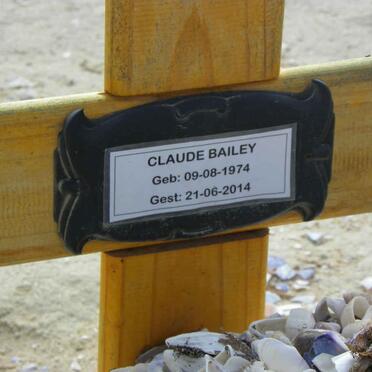 CLAUDE BAILEY
Geb: 09-08-1974
Gest: 21-06-2014